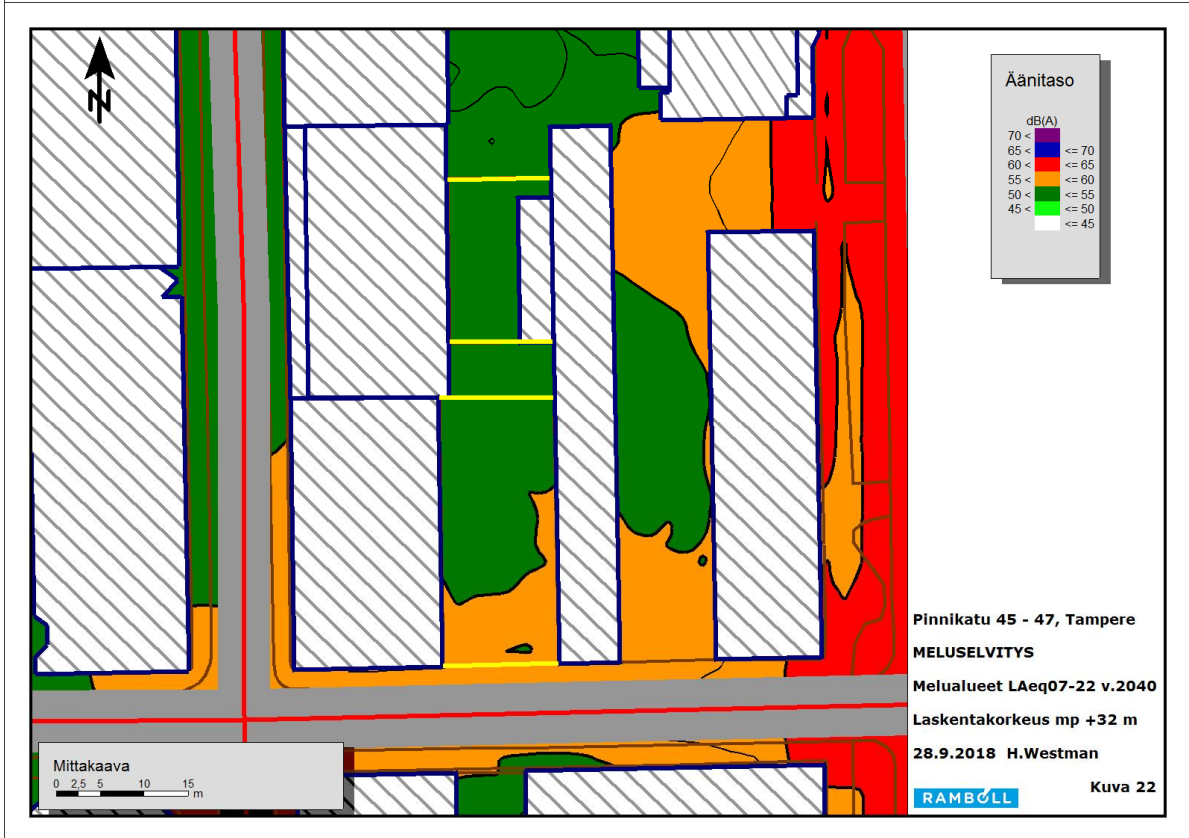 N
Äänitaso
dB(A)
70 <
65 < <= 70
60 < <= 65
55 < <= 60
50 < <= 55
45 < <= 50
<= 45
Pinnikatu 45 - 47, Tampere
MELUSELVITYS
Melualueet LAeq07-22 v.2040
Laskentakorkeus mp +32 m
28.9.2018 H.Westman
Kuva 22
RAMBOLL
Mittakaava
0 2,5 5 10 15
m